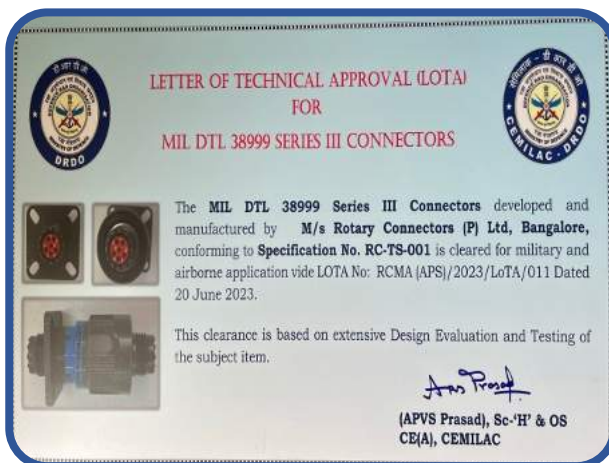 LETTER OF TECHNICAL APPROVAL (LOTA)
FOR
MIL DTL 38999 SERIES III CONNECTORS
DRDO
CEMILAC - DRDO
The MIL DTL 38999 Series III Connectors developed and
manufactured by M/s Rotary Connectors (P) Ltd, Bangalore,
conforming to Specification No. RC-TS-001 is cleared for military and
airborne application vide LOTA No: RCMA (APS)/2023/LoTA/011 Dated
20 June 2023.
This clearance is based on extensive Design Evaluation and Testing of
the subject item.
(APVS Prasad), Sc-'H' & OS
CE(A), CEMILAC